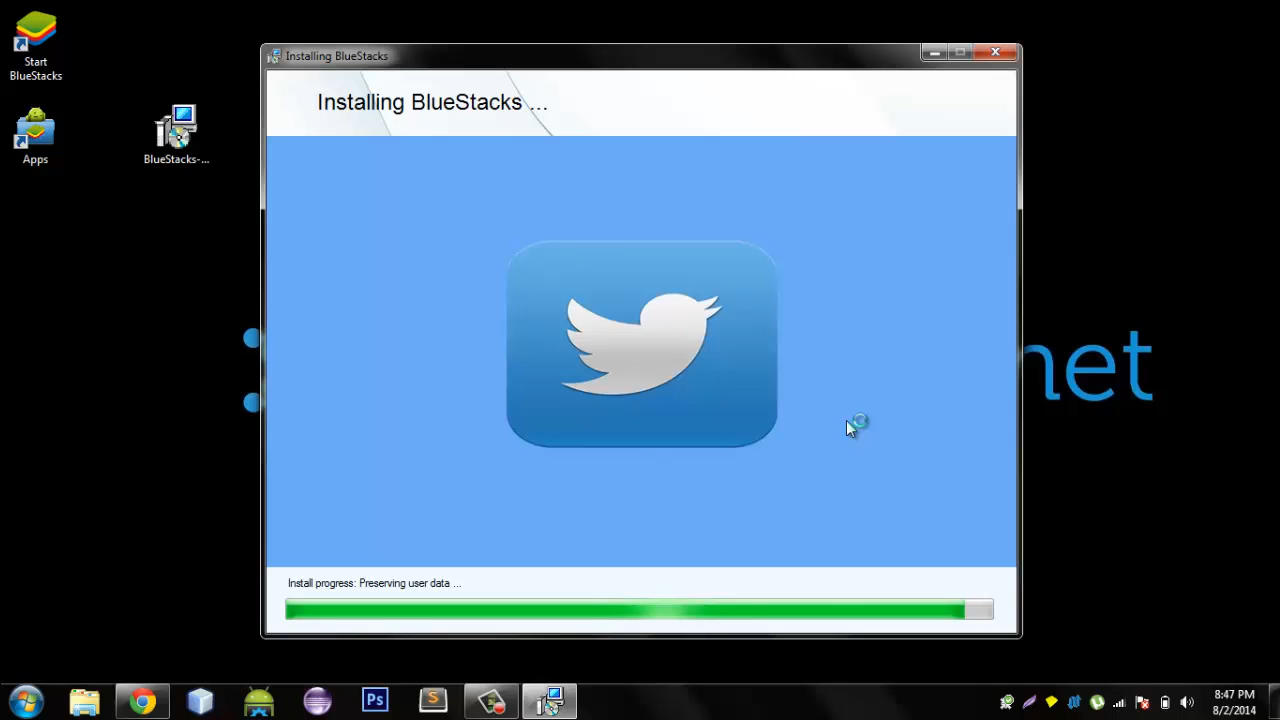 Start
BlueStacks
Apps
BlueStacks-...
Installing BlueStacks
Installing BlueStacks ...
net
Install progress: Preserving user data ...
Ps
S
8:47 PM
8/2/2014